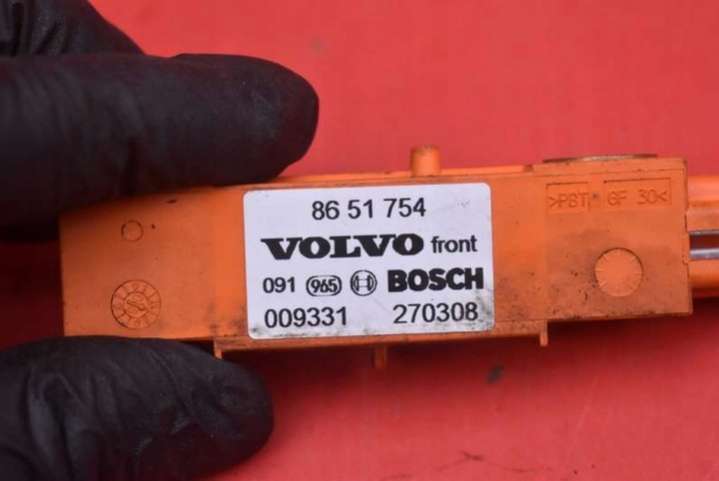 86 51 754
VOLVO front
091 965 BOSCH
009331 270308
>PBT GF 30<